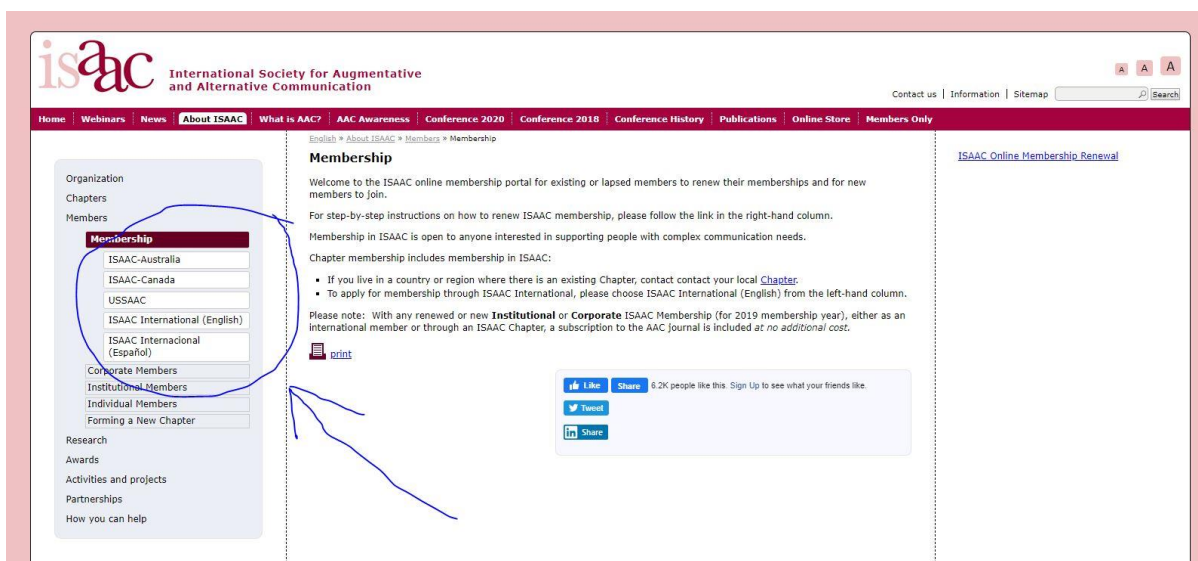 isaac
International Society for Augmentative
and Alternative Communication
A A A
Contact us | Information | Sitemap Search
Home Webinars News About ISAAC What is AAC? AAC Awareness Conference 2020 Conference 2018 Conference History Publications Online Store Members Only
English » About ISAAC » Members » Membership
Organization
Chapters
Members
Membership
ISAAC-Australia
ISAAC-Canada
USSAAC
ISAAC International (English)
ISAAC Internacional
(Español)
Corporate Members
Institutional Members
Individual Members
Forming a New Chapter
Research
Awards
Activities and projects
Partnerships
How you can help
Membership
Welcome to the ISAAC online membership portal for existing or lapsed members to renew their memberships and for new
members to join.
For step-by-step instructions on how to renew ISAAC membership, please follow the link in the right-hand column.
Membership in ISAAC is open to anyone interested in supporting people with complex communication needs.
Chapter membership includes membership in ISAAC:
▪ If you live in a country or region where there is an existing Chapter, contact contact your local Chapter.
▪ To apply for membership through ISAAC International, please choose ISAAC International (English) from the left-hand column.
Please note: With any renewed or new Institutional or Corporate ISAAC Membership (for 2019 membership year), either as an
international member or through an ISAAC Chapter, a subscription to the AAC journal is included at no additional cost.
print
Like Share 6.2K people like this. Sign Up to see what your friends like.
Tweet
in Share
ISAAC Online Membership Renewal